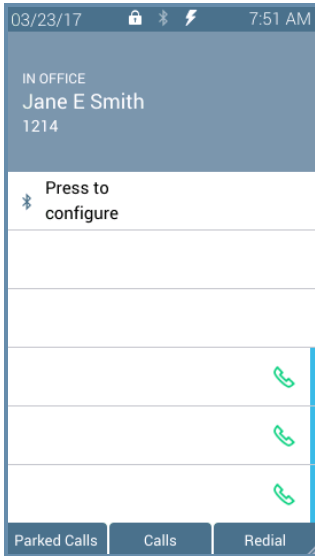 03/23/17 7:51 AM
IN OFFICE
Jane E Smith
1214
Press to
configure
Parked Calls Calls Redial